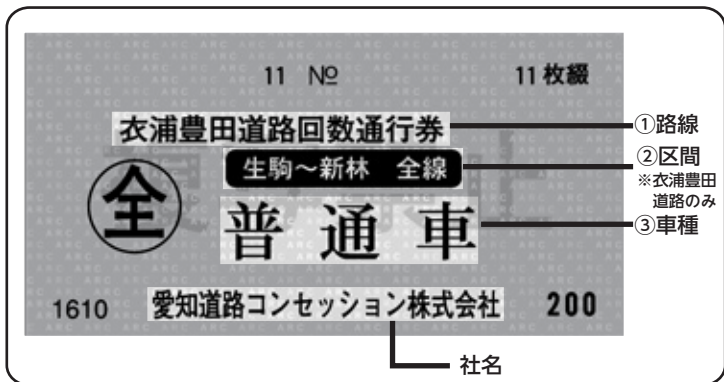 11 № 11枚綴
衣浦豊田道路回数通行券
①路線
生駒～新林 全線
②区間
※衣浦豊田
道路のみ
全
普通車
③車種
1610 愛知道路コンセッション株式会社 200
社名